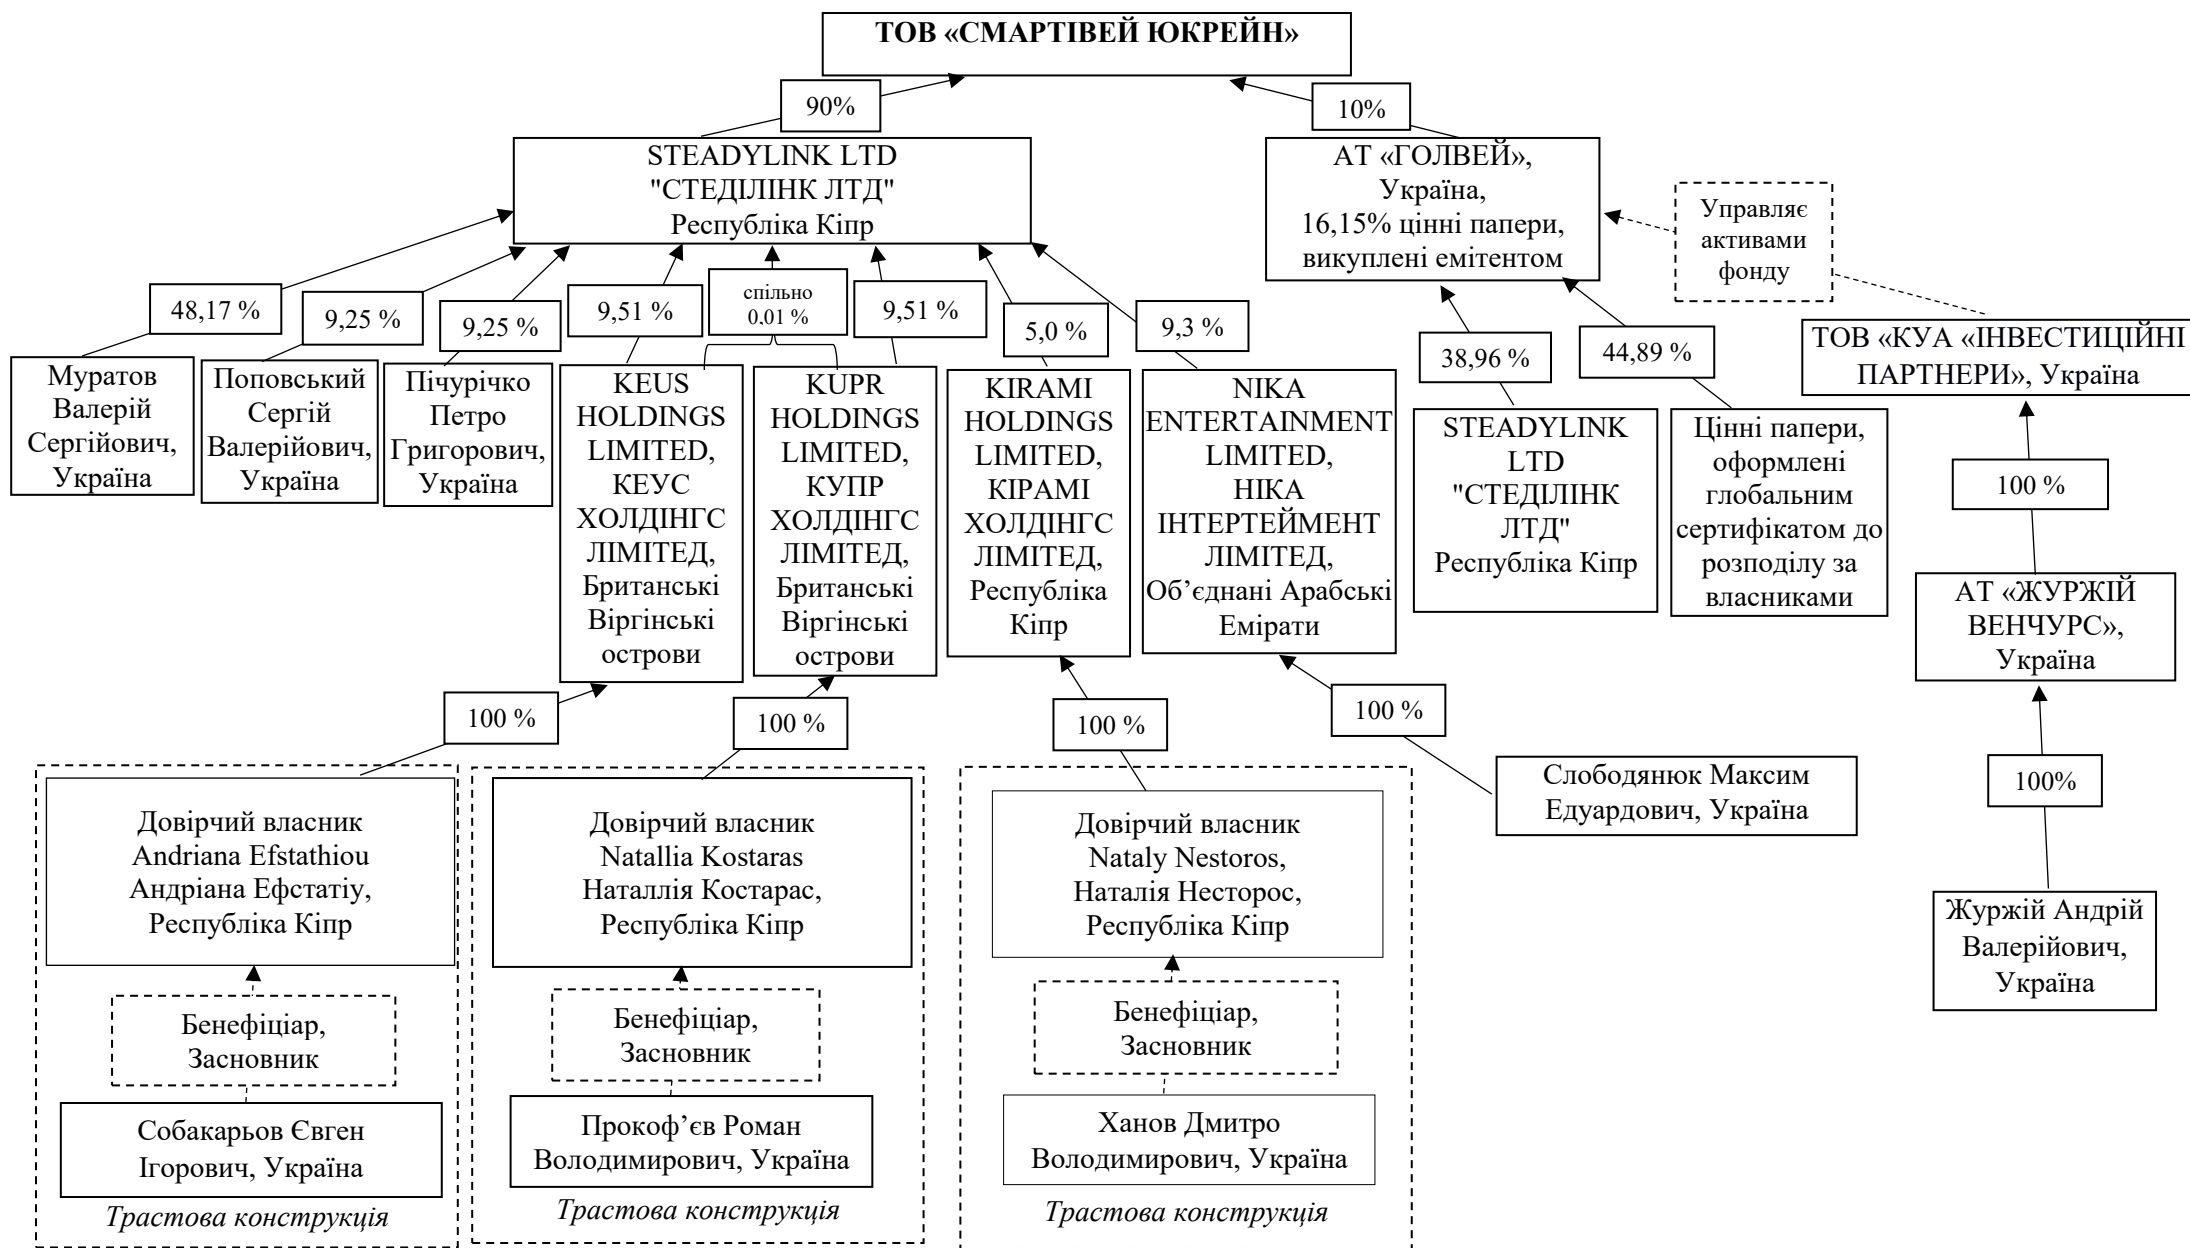 ТОВ «СМАРТІВЕЙ ЮКРЕЙН»
90%
10%
STEADYLINK LTD
"СТЕДІЛІНК ЛТД"
Республіка Кіпр
АТ «ГОЛВЕЙ»,
Україна,
16,15% цінні папери,
викуплені емітентом
Управляє
активами
фонду
48,17 %
9,25 %
9,25 %
9,51 %
спільно
0,01 %
9,51 %
5,0 %
9,3 %
38,96 %
44,89 %
ТОВ «КУА «ІНВЕСТИЦІЙНІ
ПАРТНЕРИ», Україна
Муратов
Валерій
Сергійович,
Україна
Поповський
Сергій
Валерійович,
Україна
Пічурічко
Петро
Григорович,
Україна
KEUS
HOLDINGS
LIMITED,
КЕУС
ХОЛДІНГС
ЛІМІТЕД,
Британські
Віргінські
острови
KUPR
HOLDINGS
LIMITED,
КУПР
ХОЛДІНГС
ЛІМІТЕД,
Британські
Віргінські
острови
KIRAMI
HOLDINGS
LIMITED,
КІРАМІ
ХОЛДІНГС
ЛІМІТЕД,
Республіка
Кіпр
NIKA
ENTERTAINMENT
LIMITED,
НІКА
ІНТЕРТЕЙМЕНТ
ЛІМІТЕД,
Об’єднані Арабські
Емірати
STEADYLINK
LTD
"СТЕДІЛІНК
ЛТД"
Республіка Кіпр
Цінні папери,
оформлені
глобальним
сертифікатом до
розподілу за
власниками
100 %
АТ «ЖУРЖІЙ
ВЕНЧУРС»,
Україна
100 %
100 %
100 %
100 %
100%
Слободянюк Максим
Едуардович, Україна
Довірчий власник
Andriana Efstathiou
Андріана Ефстатіу,
Республіка Кіпр
Довірчий власник
Natallia Kostaras
Наталлія Костарас,
Республіка Кіпр
Довірчий власник
Nataly Nestoros,
Наталія Несторос,
Республіка Кіпр
Журжій Андрій
Валерійович,
Україна
Бенефіціар,
Засновник
Бенефіціар,
Засновник
Бенефіціар,
Засновник
Собакарьов Євген
Ігорович, Україна
Прокоф’єв Роман
Володимирович, Україна
Ханов Дмитро
Володимирович, Україна
Трастова конструкція
Трастова конструкція
Трастова конструкція